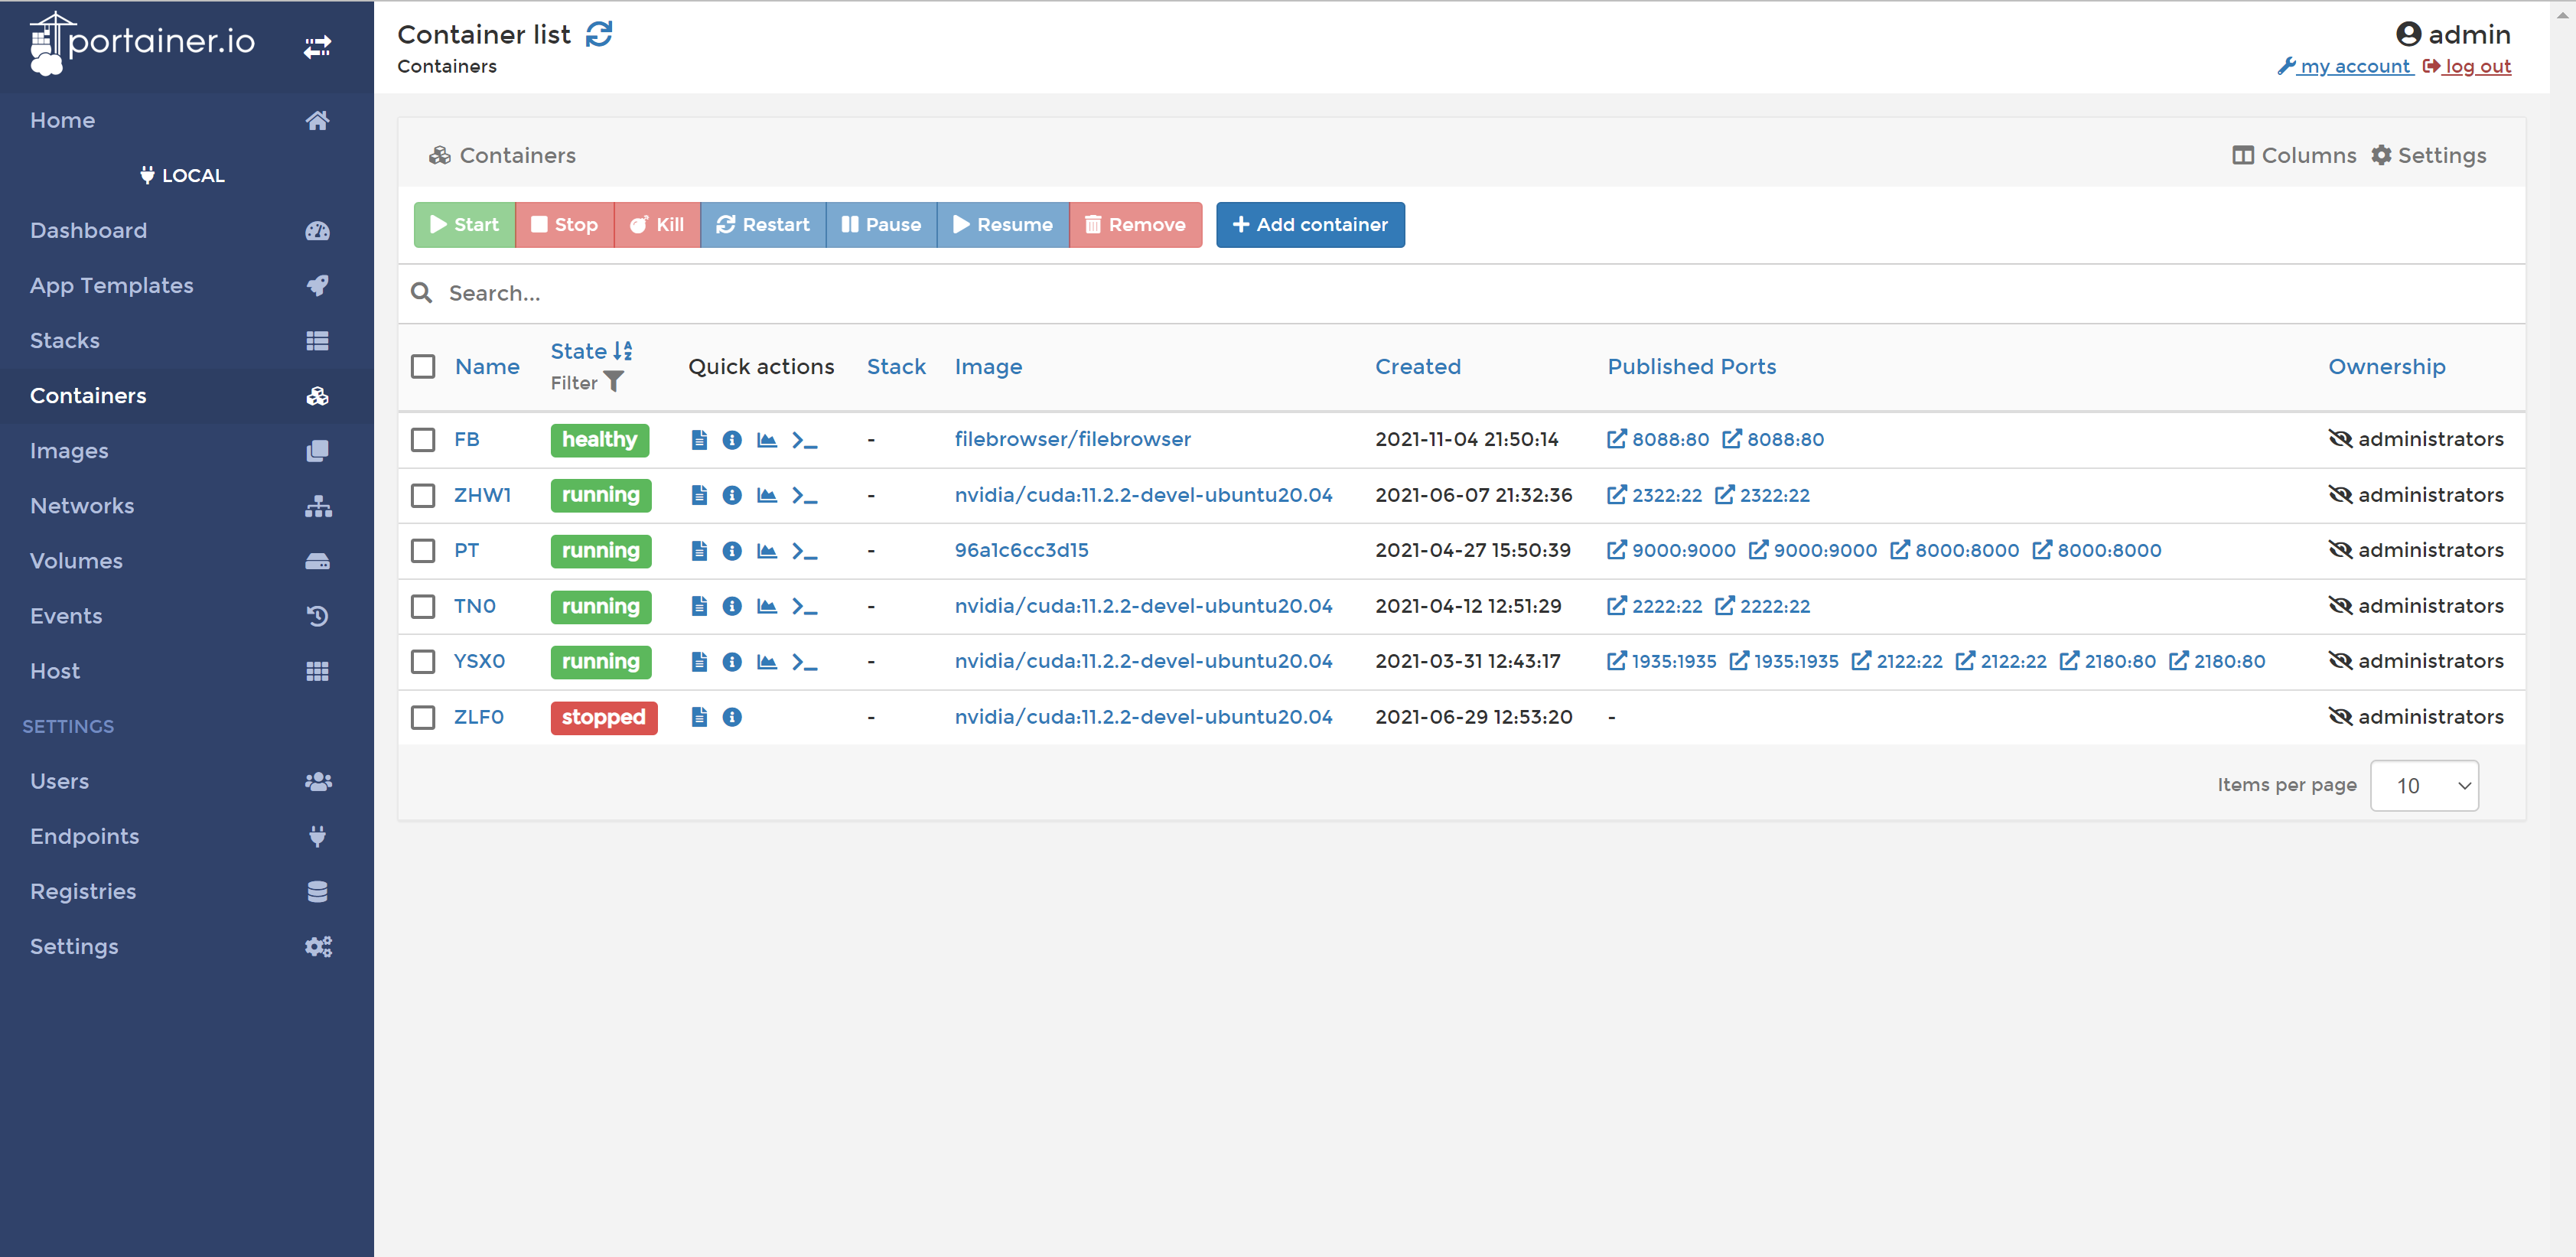 portainer.io
Home
LOCAL
Dashboard
App Templates
Stacks
Containers
Images
Networks
Volumes
Events
Host
SETTINGS
Users
Endpoints
Registries
Settings
Container list
Containers
admin
my account log out
Containers
Columns Settings
Start Stop Kill Restart Pause Resume Remove Add container
Search...
Name State Filter Quick actions Stack Image Created Published Ports Ownership
FB healthy - filebrowser/filebrowser 2021-11-04 21:50:14 8088:80 8088:80 administrators
ZHW1 running - nvidia/cuda:11.2.2-devel-ubuntu20.04 2021-06-07 21:32:36 2322:22 2322:22 administrators
PT running - 96a1c6cc3d15 2021-04-27 15:50:39 9000:9000 9000:9000 8000:8000 8000:8000 administrators
TN0 running - nvidia/cuda:11.2.2-devel-ubuntu20.04 2021-04-12 12:51:29 2222:22 2222:22 administrators
YSX0 running - nvidia/cuda:11.2.2-devel-ubuntu20.04 2021-03-31 12:43:17 1935:1935 1935:1935 2122:22 2122:22 2180:80 2180:80 administrators
ZLF0 stopped - nvidia/cuda:11.2.2-devel-ubuntu20.04 2021-06-29 12:53:20 - administrators
Items per page 10